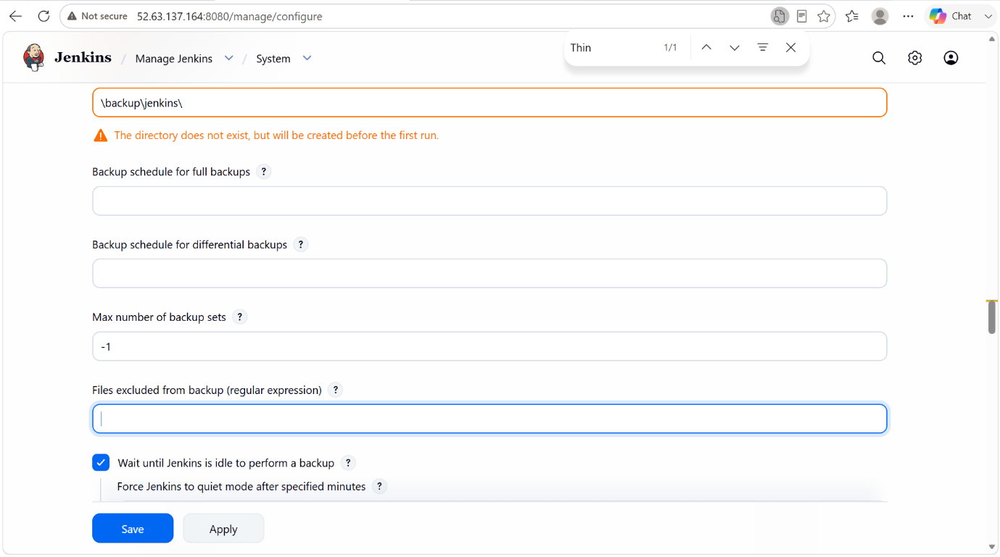 Not secure 52.63.137.164:8080/manage/configure Chat
Thin 1/1
Jenkins / Manage Jenkins / System
\backup\jenkins\
The directory does not exist, but will be created before the first run.
Backup schedule for full backups ?
Backup schedule for differential backups ?
Max number of backup sets ?
-1
Files excluded from backup (regular expression) ?
Wait until Jenkins is idle to perform a backup ?
Force Jenkins to quiet mode after specified minutes ?
Save Apply